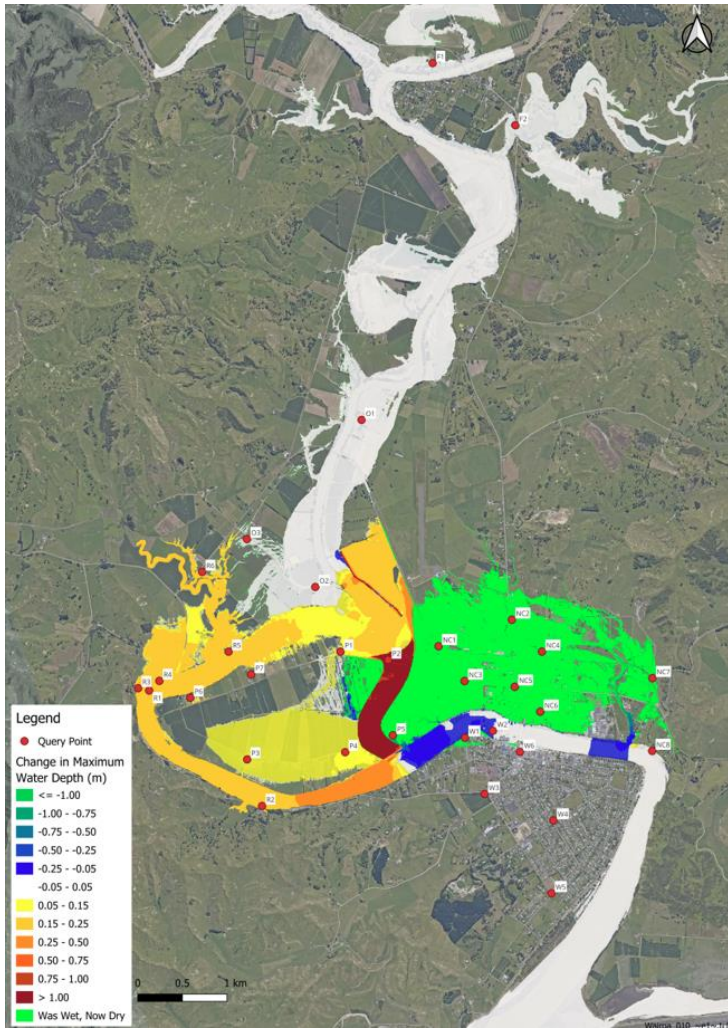 F1
F2
O1
O3
R6
O2
NC2
NC1
NC4
R5
P1
P2
P7
NC3
NC7
R4
NC5
R3
R1
P6
NC6
Legend
W2
Query Point
P5
W1
Change in Maximum
Water Depth (m)
P4
W6
NC8
P3
<= -1.00
-1.00 - -0.75
W3
-0.75 - -0.50
R2
-0.50 - -0.25
W4
-0.25 - -0.05
-0.05 - 0.05
0.05 - 0.15
W5
0.15 - 0.25
0.25 - 0.50
0.50 - 0.75
0.75 - 1.00
0 0.5 1 km
> 1.00
Was Wet, Now Dry